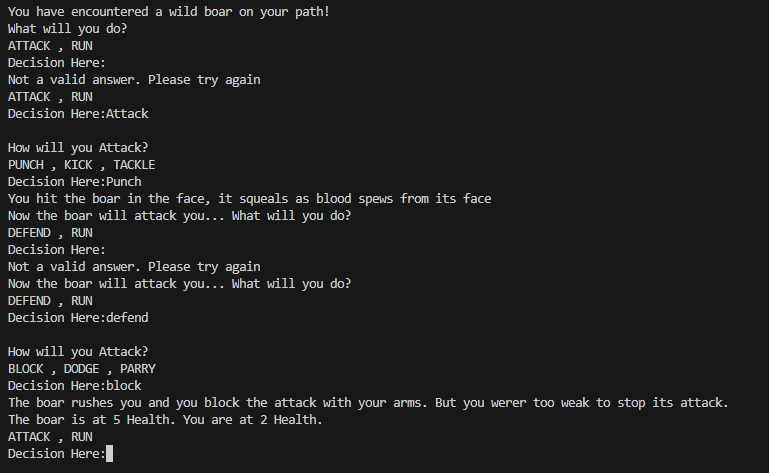 You have encountered a wild boar on your path!
What will you do?
ATTACK , RUN
Decision Here:
Not a valid answer. Please try again
ATTACK , RUN
Decision Here:Attack
How will you Attack?
PUNCH , KICK , TACKLE
Decision Here:Punch
You hit the boar in the face, it squeals as blood spews from its face
Now the boar will attack you... What will you do?
DEFEND , RUN
Decision Here:
Not a valid answer. Please try again
Now the boar will attack you... What will you do?
DEFEND , RUN
Decision Here:defend
How will you Attack?
BLOCK , DODGE , PARRY
Decision Here:block
The boar rushes you and you block the attack with your arms. But you werer too weak to stop its attack.
The boar is at 5 Health. You are at 2 Health.
ATTACK , RUN
Decision Here: